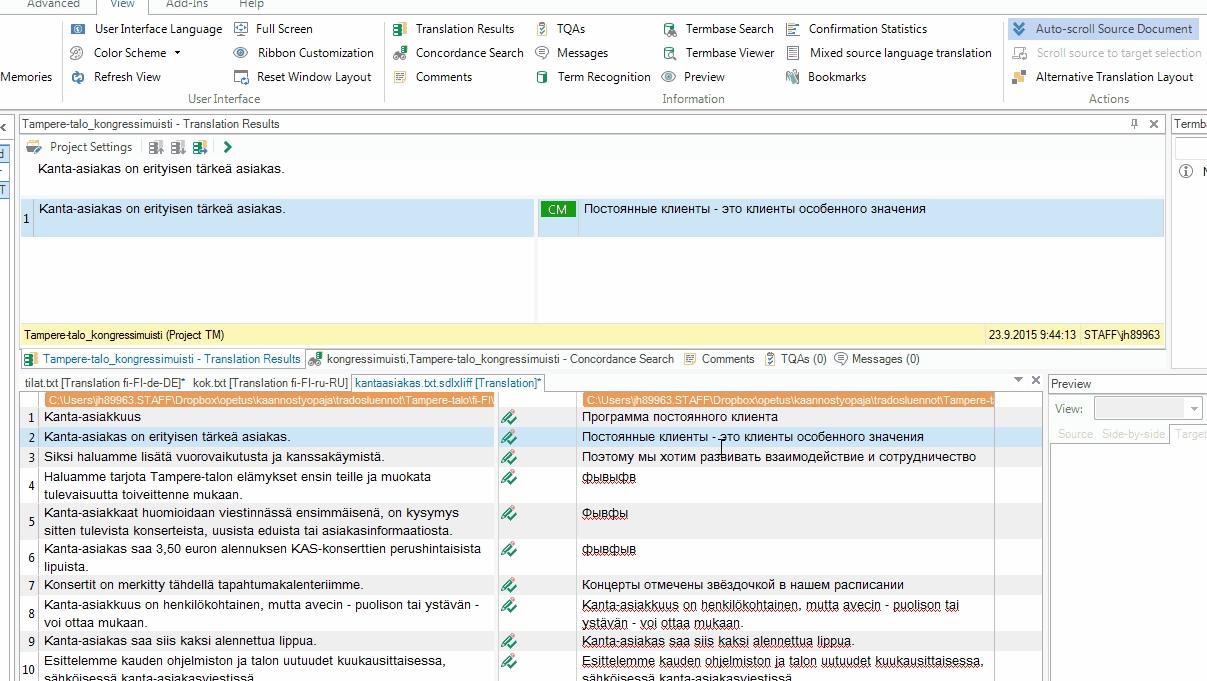 Advanced View Add-Ins Help
User Interface Language Full Screen Translation Results TQAs Termbase Search Confirmation Statistics Auto-scroll Source Document
Color Scheme Ribbon Customization Concordance Search Messages Termbase Viewer Mixed source language translation Scroll source to target selection
Memories Refresh View Reset Window Layout Comments Term Recognition Preview Bookmarks Alternative Translation Layout
User Interface Information Actions
Tampere-talo_kongressimuisti - Translation Results
Project Settings
Kanta-asiakas on erityisen tärkeä asiakas.
1 Kanta-asiakas on erityisen tärkeä asiakas. CM Постоянные клиенты - это клиенты особенного значения
Tampere-talo_kongressimuisti (Project TM) 23.9.2015 9:44:13 STAFF\jh89963
Tampere-talo_kongressimuisti - Translation Results kongressimuisti,Tampere-talo_kongressimuisti - Concordance Search Comments TQAs (0) Messages (0)
tilat.txt [Translation fi-FI-de-DE]* kok.txt [Translation fi-FI-ru-RU] kantaasiakas.txt.sdlxliff [Translation]* Preview
C:\Users\jh89963.STAFF\Dropbox\opetus\kaannostyopaja\tradosluennot\Tampere-talo\fi-FI\ C:\Users\jh89963.STAFF\Dropbox\opetus\kaannostyopaja\tradosluennot\Tampere-t
View:
Source Side-by-side Target
1 Kanta-asiakkuus Программа постоянного клиента
2 Kanta-asiakas on erityisen tärkeä asiakas. Постоянные клиенты - это клиенты особенного значения
3 Siksi haluamme lisätä vuorovaikutusta ja kanssakäymistä. Поэтому мы хотим развивать взаимодействие и сотрудничество
4 Haluamme tarjota Tampere-talon elämykset ensin teille ja muokata фывыфв
tulevaisuutta toiveittenne mukaan.
5 Kanta-asiakkaat huomioidaan viestinnässä ensimmäisenä, on kysymys Фывфы
sitten tulevista konserteista, uusista eduista tai asiakasinformaatiosta.
6 Kanta-asiakas saa 3,50 euron alennuksen KAS-konserttien perushintaisista фывфыв
lipuista.
7 Konsertit on merkitty tähdellä tapahtumakalenteriimme. Концерты отмечены звёздочкой в нашем расписании
8 Kanta-asiakkuus on henkilökohtainen, mutta avecin - puolison tai ystävän - Kanta-asiakkuus on henkilökohtainen, mutta avecin - puolison tai
voi ottaa mukaan. ystävän - voi ottaa mukaan.
9 Kanta-asiakas saa siis kaksi alennettua lippua. Kanta-asiakas saa siis kaksi alennettua lippua.
10 Esittelemme kauden ohjelmiston ja talon uutuudet kuukausittaisessa, Esittelemme kauden ohjelmiston ja talon uutuudet kuukausittaisessa,
sähköisessä kanta-asiakasviestissä sähköisessä kanta-asiakasviestissä